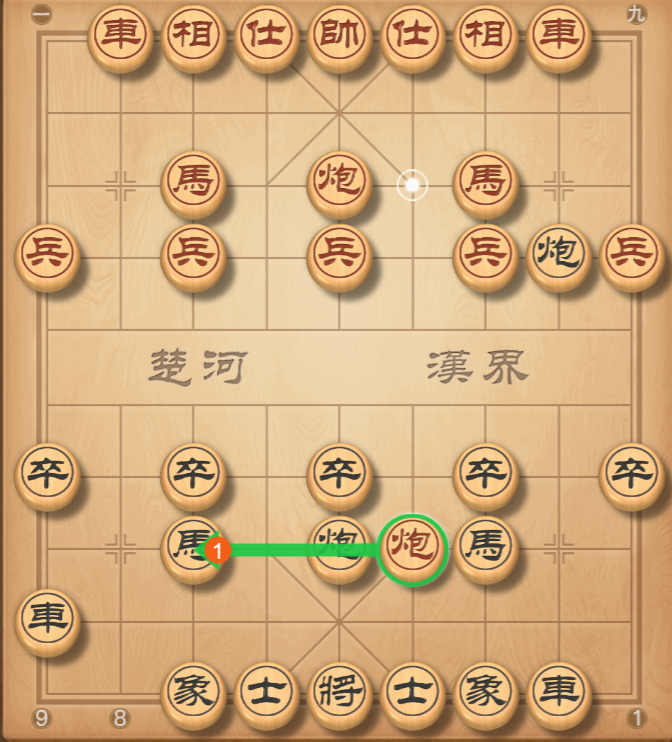 一 九
車 相 仕 帥 仕 相 車
馬 炮 馬
兵 兵 兵 兵 炮 兵
楚河 漢界
卒 卒 卒 卒 卒
馬 1 炮 炮 馬
車
象 士 將 士 象 車
9 8 1